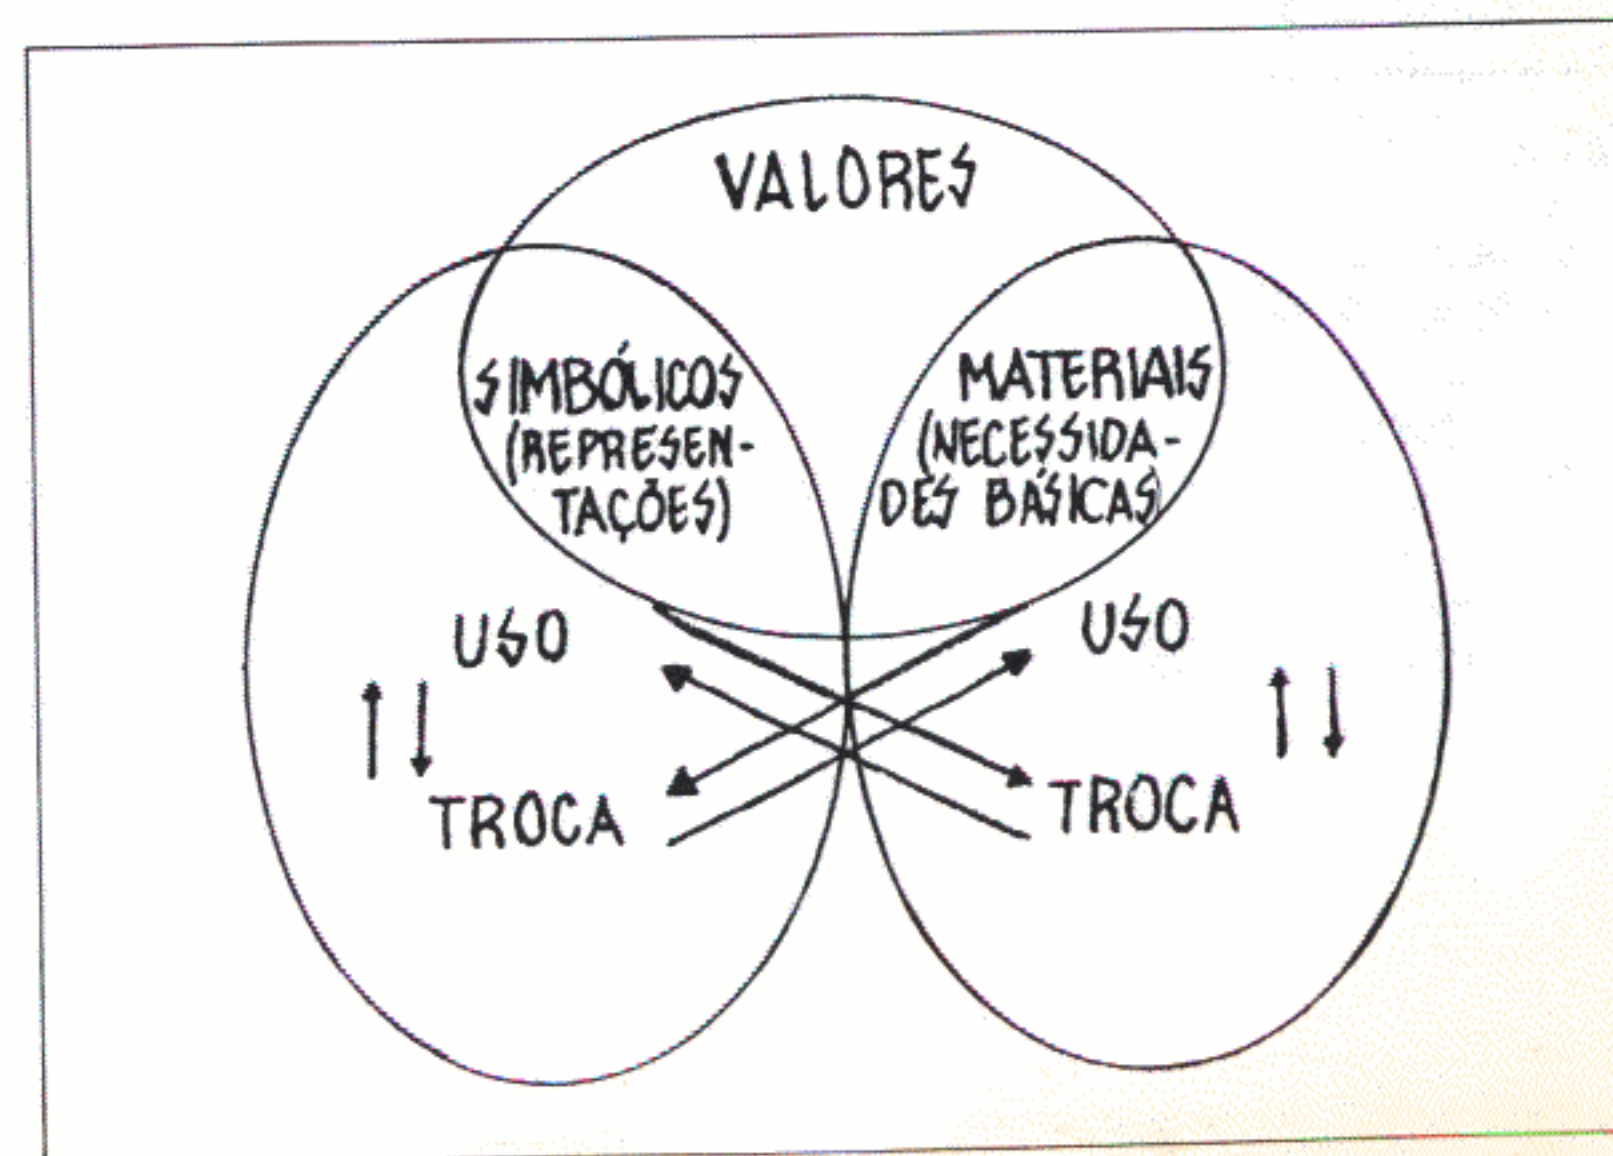 VALORES
SIMBÓLICOS
(REPRESEN-
TAÇÕES)
MATERIAIS
(NECESSIDA-
DES BÁSICAS)
USO
TROCA
USO
TROCA